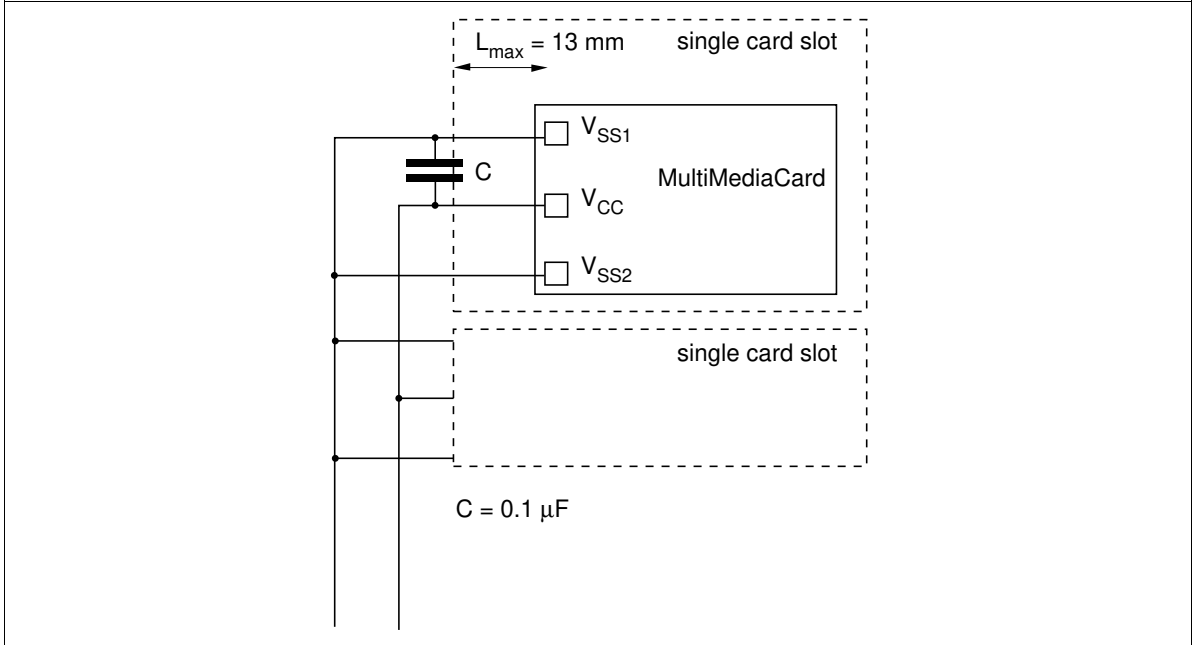 L_max = 13 mm single card slot
V_SS1
C
MultiMediaCard
V_CC
V_SS2
single card slot
C = 0.1 μF